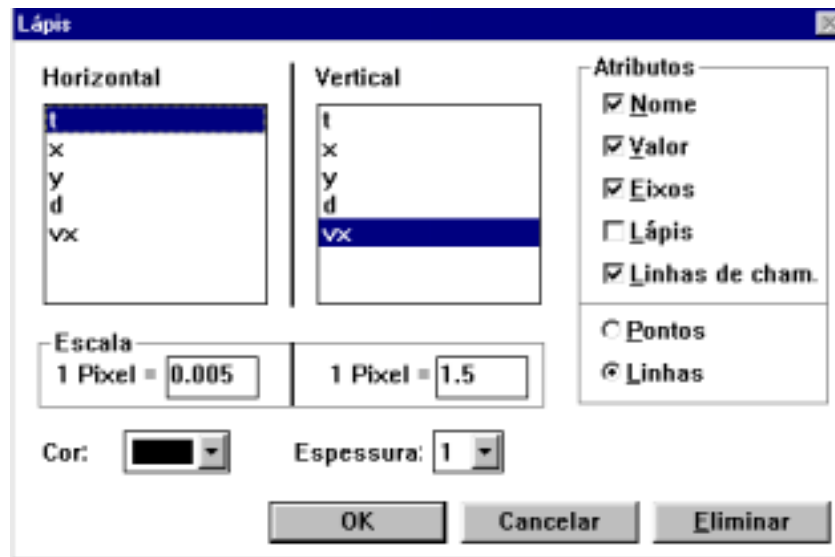 Lápis
Horizontal
t
x
y
d
vx
Vertical
t
x
y
d
vx
Atributos
Nome
Valor
Eixos
Lápis
Linhas de cham.
Pontos
Linhas
Escala
1 Pixel = 0.005
1 Pixel = 1.5
Cor:
Espessura: 1
OK
Cancelar
Eliminar